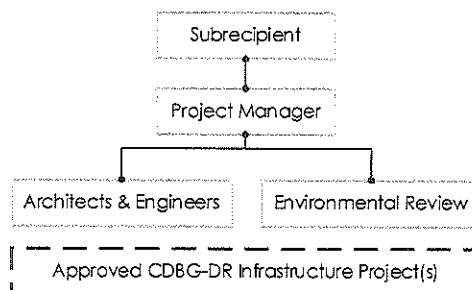 Subrecipient
Project Manager
Architects & Engineers
Environmental Review
Approved CDBG-DR Infrastructure Project(s)